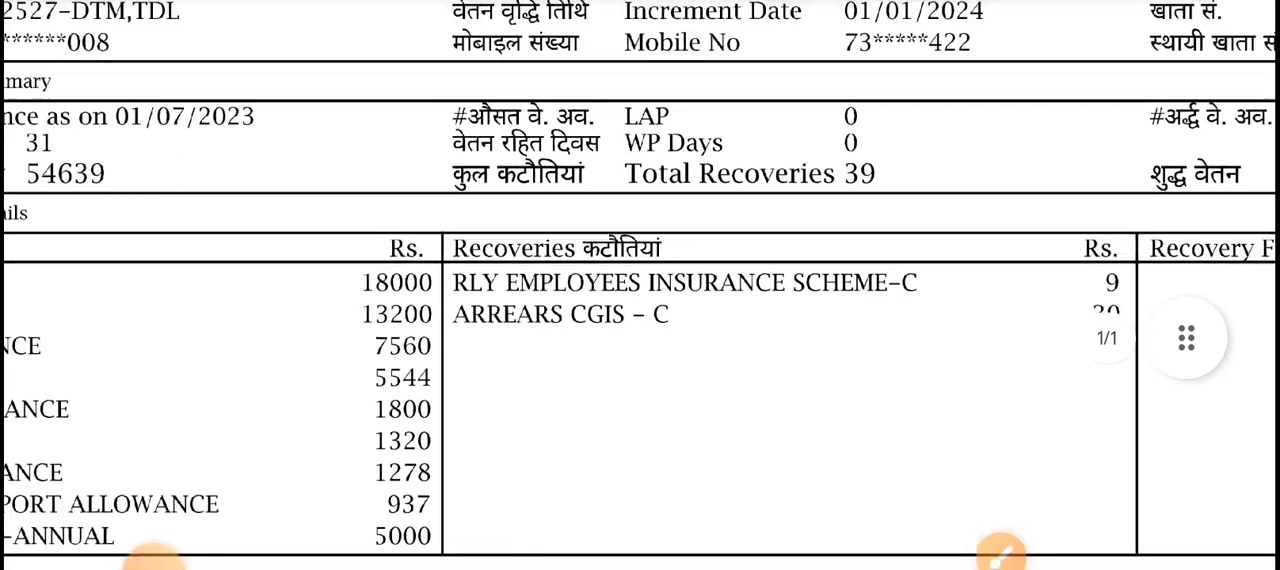 2527-DTM,TDL वेतन वृद्धि तिथि Increment Date 01/01/2024 खाता सं.
******008 मोबाइल संख्या Mobile No 73*****422 स्थायी खाता सं
mary
nce as on 01/07/2023 #औसत वे. अव. LAP 0 #अर्द्ध वे. अव.
31 वेतन रहित दिवस WP Days 0
54639 कुल कटौतियां Total Recoveries 39 शुद्ध वेतन
ails
Rs. Recoveries कटौतियां Rs. Recovery F
18000 RLY EMPLOYEES INSURANCE SCHEME-C 9
13200 ARREARS CGIS - C
NCE 7560 1/1
5544
ANCE 1800
1320
ANCE 1278
PORT ALLOWANCE 937
-ANNUAL 5000